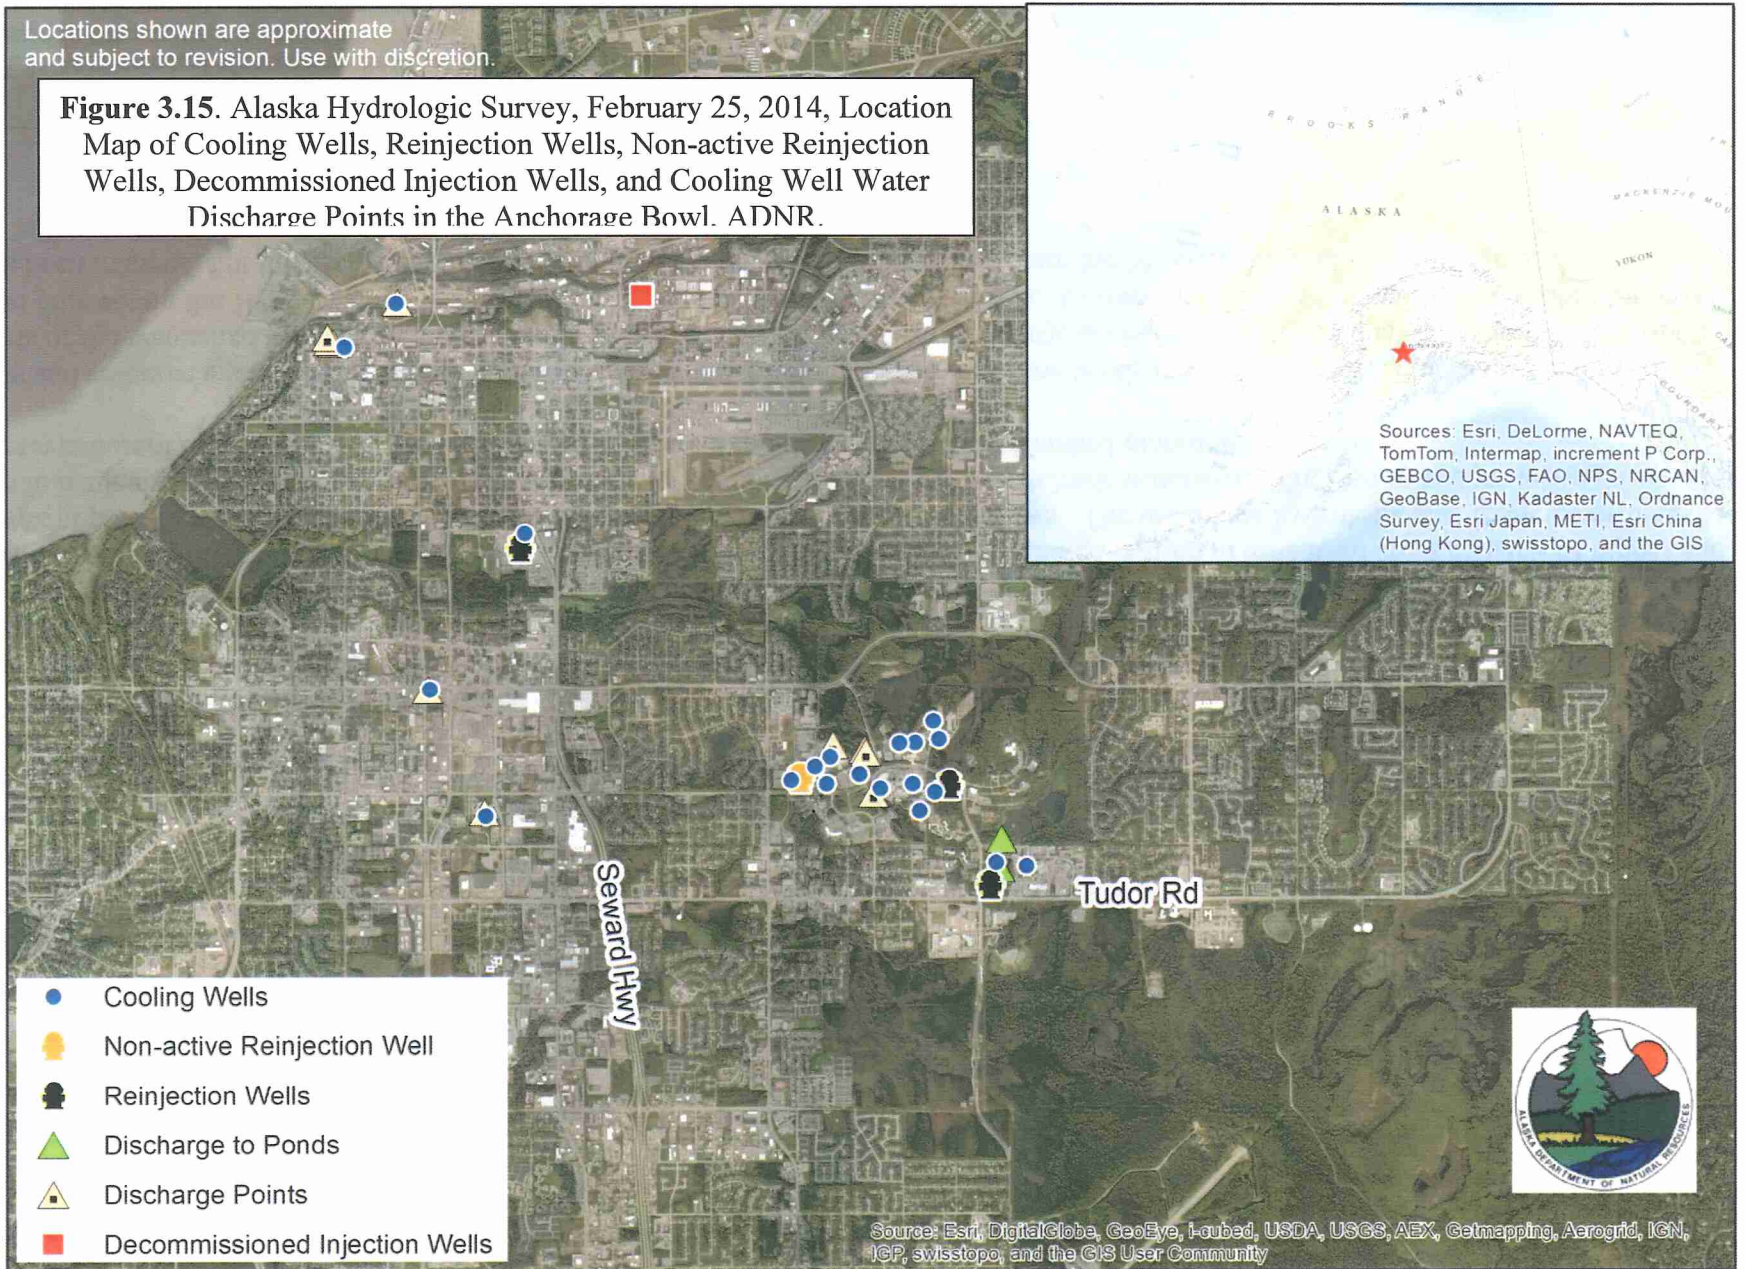 Locations shown are approximate
and subject to revision. Use with discretion.
Figure 3.15. Alaska Hydrologic Survey, February 25, 2014, Location
Map of Cooling Wells, Reinjection Wells, Non-active Reinjection
Wells, Decommissioned Injection Wells, and Cooling Well Water
Discharge Points in the Anchorage Bowl. ADNR.
BROOKS RANGE
ALASKA
MACKENZIE MOU
YUKON
Anchorage
Sources: Esri, DeLorme, NAVTEQ,
TomTom, Intermap, increment P Corp.,
GEBCO, USGS, FAO, NPS, NRCAN,
GeoBase, IGN, Kadaster NL, Ordnance
Survey, Esri Japan, METI, Esri China
(Hong Kong), swisstopo, and the GIS
Seward Hwy
Tudor Rd
Cooling Wells
Non-active Reinjection Well
Reinjection Wells
Discharge to Ponds
Discharge Points
Decommissioned Injection Wells
ALASKA DEPARTMENT OF NATURAL RESOURCES
Source: Esri, DigitalGlobe, GeoEye, i-cubed, USDA, USGS, AEX, Getmapping, Aerogrid, IGN,
IGP, swisstopo, and the GIS User Community